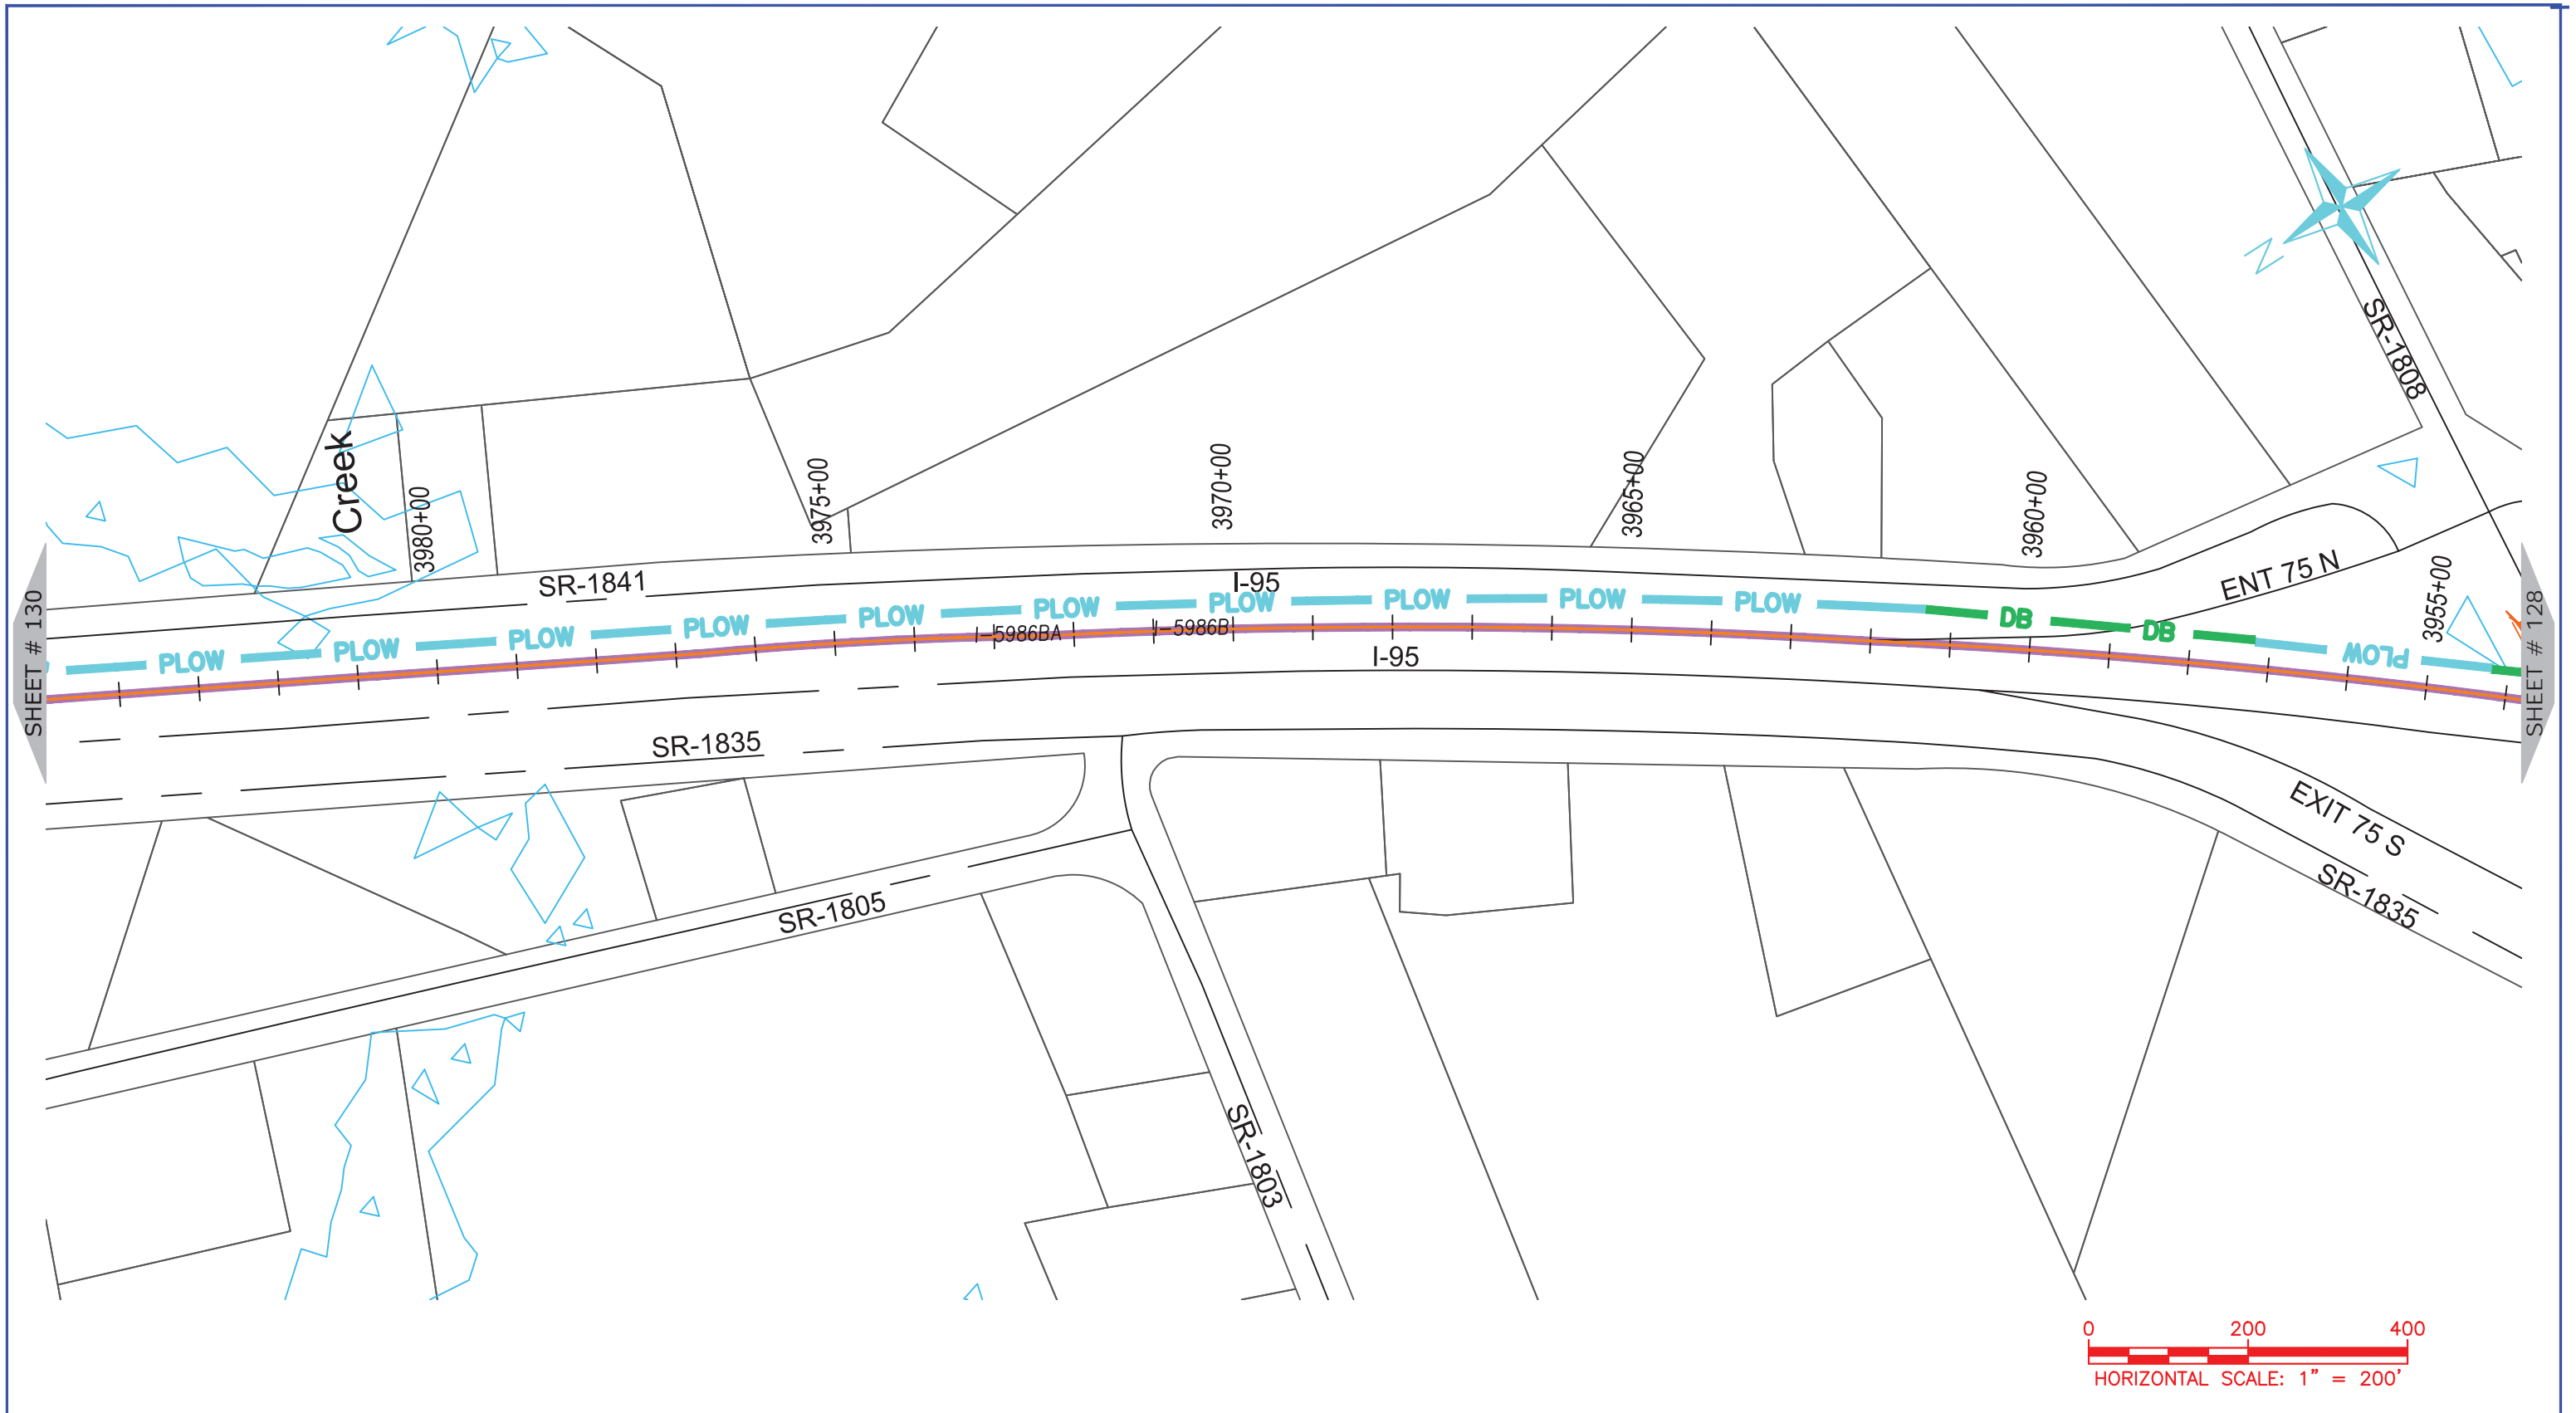 N
SR-1808
Creek
3980+00
3975+00
3970+00
3965+00
3960+00
3955+00
SR-1841
I-95
ENT 75 N
PLOW PLOW PLOW PLOW PLOW PLOW PLOW PLOW PLOW PLOW DB DB PLOW
I-5986BA
I-5986B
I-95
SHEET # 130
SHEET # 128
SR-1835
EXIT 75 S
SR-1835
SR-1805
SR-1803
0 200 400
HORIZONTAL SCALE: 1" = 200'